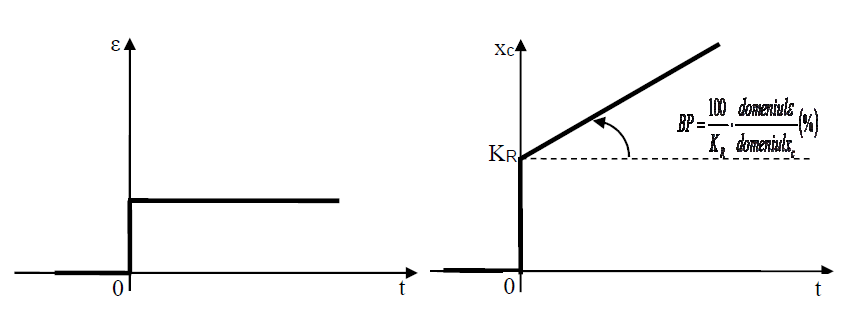 ε
0
t
xc
KR
BP = 100/KR · domeniulε/domeniulxc (%)
0
t